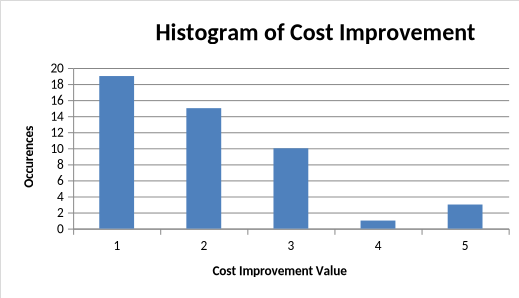 Histogram of Cost Improvement
20
18
16
14
12
10
8
6
4
2
0
Occurences
1 2 3 4 5
Cost Improvement Value